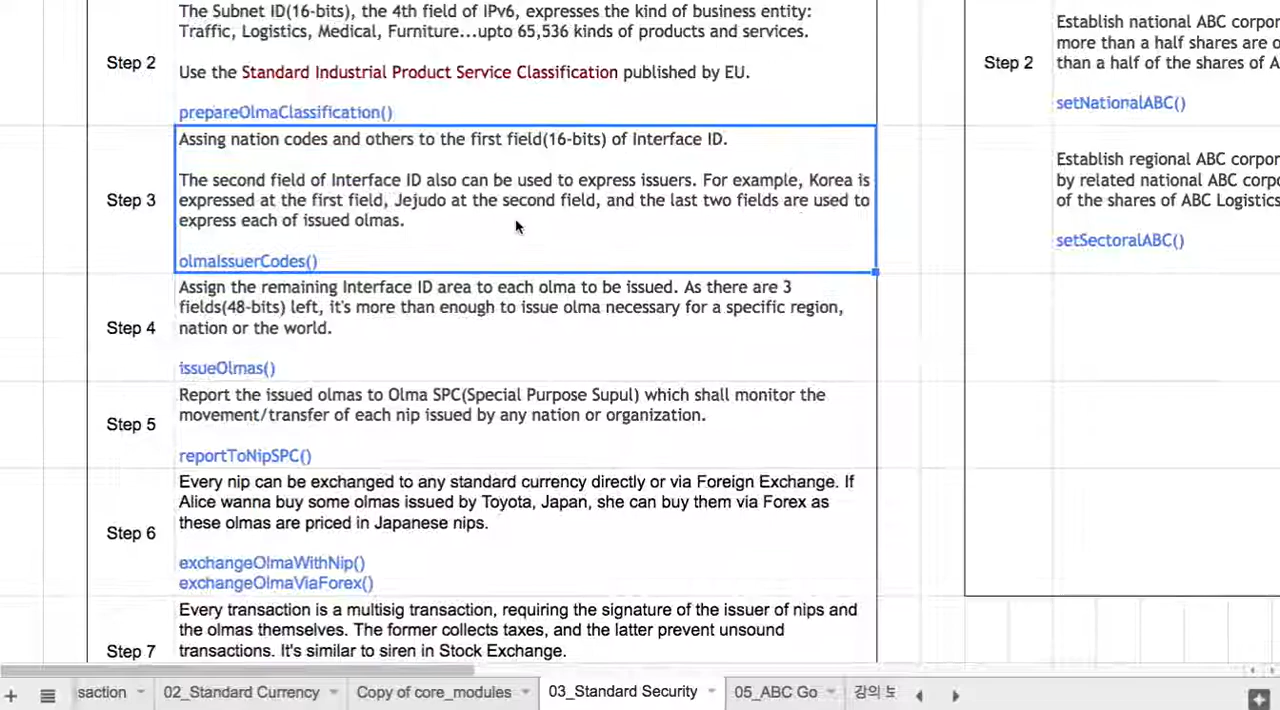 The Subnet ID(16-bits), the 4th field of IPv6, expresses the kind of business entity:
Traffic, Logistics, Medical, Furniture...upto 65,536 kinds of products and services.
Step 2
Use the Standard Industrial Product Service Classification published by EU.
prepareOlmaClassification()
Assing nation codes and others to the first field(16-bits) of Interface ID.
The second field of Interface ID also can be used to express issuers. For example, Korea is
Step 3
expressed at the first field, Jejudo at the second field, and the last two fields are used to
express each of issued olmas.
olmaIssuerCodes()
Assign the remaining Interface ID area to each olma to be issued. As there are 3
fields(48-bits) left, it's more than enough to issue olma necessary for a specific region,
Step 4
nation or the world.
issueOlmas()
Report the issued olmas to Olma SPC(Special Purpose Supul) which shall monitor the
movement/transfer of each nip issued by any nation or organization.
Step 5
reportToNipSPC()
Every nip can be exchanged to any standard currency directly or via Foreign Exchange. If
Alice wanna buy some olmas issued by Toyota, Japan, she can buy them via Forex as
these olmas are priced in Japanese nips.
Step 6
exchangeOlmaWithNip()
exchangeOlmaViaForex()
Every transaction is a multisig transaction, requiring the signature of the issuer of nips and
the olmas themselves. The former collects taxes, and the latter prevent unsound
Step 7
transactions. It's similar to siren in Stock Exchange.
Establish national ABC corpor
more than a half shares are o
Step 2
than a half of the shares of A
setNationalABC()
Establish regional ABC corpor
by related national ABC corpo
of the shares of ABC Logistics
setSectoralABC()
saction
02_Standard Currency
Copy of core_modules
03_Standard Security
05_ABC Go
강의 노